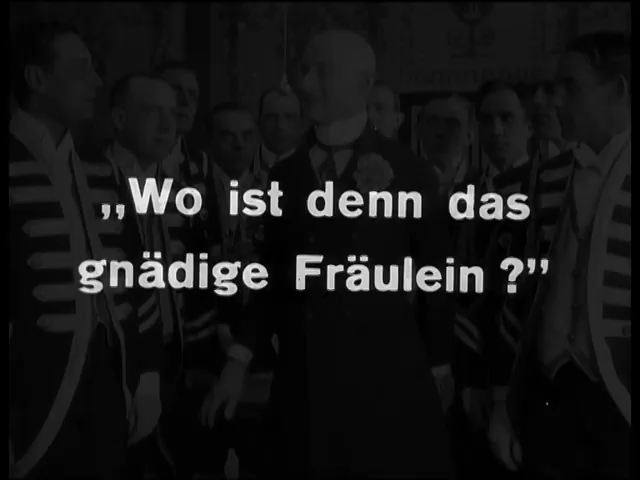 „Wo ist denn das
gnädige Fräulein?”